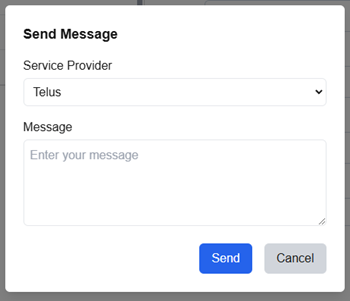 Send Message
Service Provider
Telus
Message
Enter your message
Send Cancel